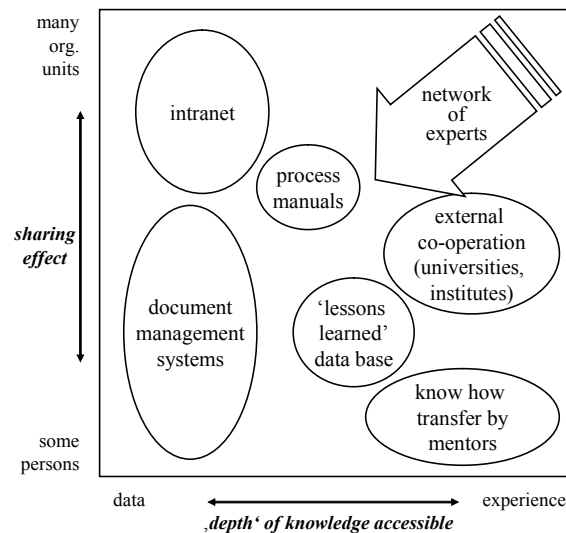 many
org.
units
sharing
effect
some
persons
intranet
network
of
experts
process
manuals
external
co-operation
(universities,
institutes)
document
management
systems
‘lessons
learned’
data base
know how
transfer by
mentors
data
experience
‚depth‘ of knowledge accessible